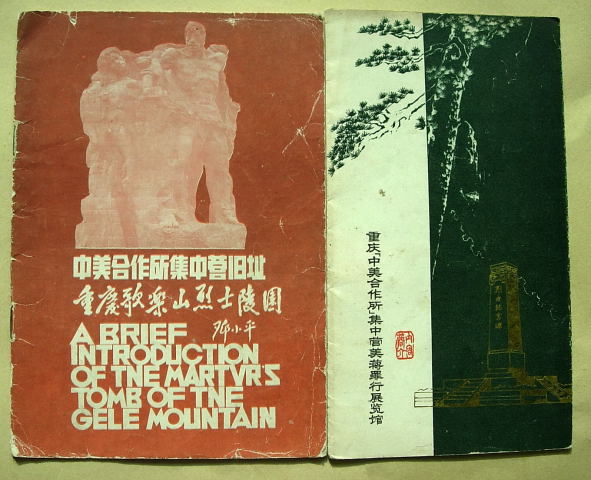 中美合作所集中营旧址
重庆歌乐山烈士陵园
邓小平
A BRIEF
INTRODUCTION
OF TNE MARTVRS
TOMB OF TNE
GELE MOUNTAIN
重庆「中美合作所」集中营美蒋罪行展览馆